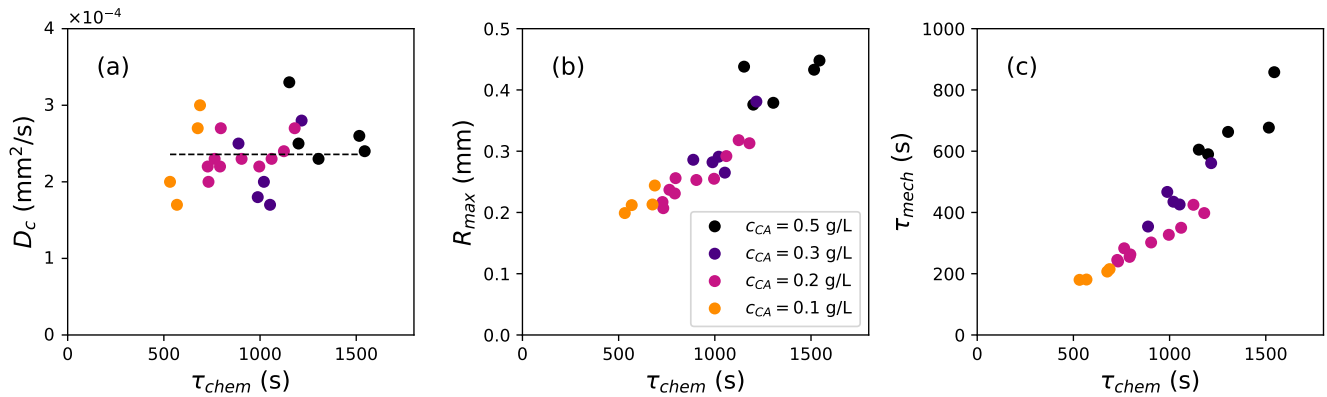 ×10⁻⁴
4
3
2
1
0
0
500
1000
1500
D_c (mm²/s)
τ_chem (s)
(a)
0.5
0.4
0.3
0.2
0.1
0.0
0
500
1000
1500
R_max (mm)
τ_chem (s)
(b)
c_CA = 0.5 g/L
c_CA = 0.3 g/L
c_CA = 0.2 g/L
c_CA = 0.1 g/L
1000
800
600
400
200
0
0
500
1000
1500
τ_mech (s)
τ_chem (s)
(c)